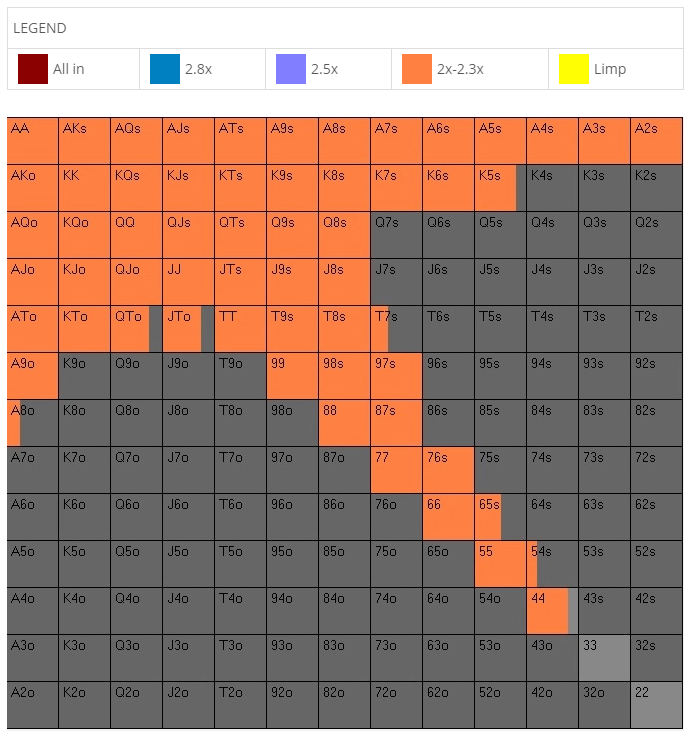 LEGEND
All in 2.8x 2.5x 2x-2.3x Limp
AA AKs AQs AJs ATs A9s A8s A7s A6s A5s A4s A3s A2s
AKo KK KQs KJs KTs K9s K8s K7s K6s K5s K4s K3s K2s
AQo KQo QQ QJs QTs Q9s Q8s Q7s Q6s Q5s Q4s Q3s Q2s
AJo KJo QJo JJ JTs J9s J8s J7s J6s J5s J4s J3s J2s
ATo KTo QTo JTo TT T9s T8s T7s T6s T5s T4s T3s T2s
A9o K9o Q9o J9o T9o 99 98s 97s 96s 95s 94s 93s 92s
A8o K8o Q8o J8o T8o 98o 88 87s 86s 85s 84s 83s 82s
A7o K7o Q7o J7o T7o 97o 87o 77 76s 75s 74s 73s 72s
A6o K6o Q6o J6o T6o 96o 86o 76o 66 65s 64s 63s 62s
A5o K5o Q5o J5o T5o 95o 85o 75o 65o 55 54s 53s 52s
A4o K4o Q4o J4o T4o 94o 84o 74o 64o 54o 44 43s 42s
A3o K3o Q3o J3o T3o 93o 83o 73o 63o 53o 43o 33 32s
A2o K2o Q2o J2o T2o 92o 82o 72o 62o 52o 42o 32o 22